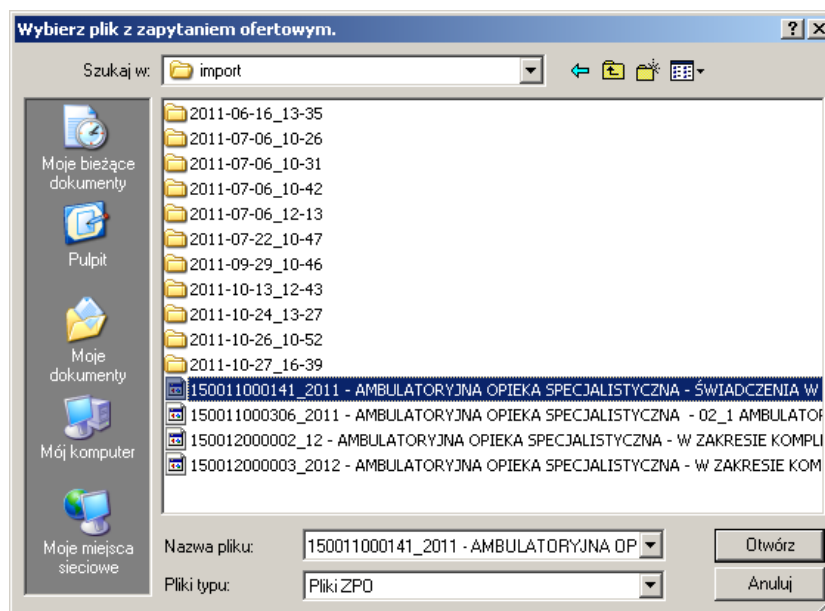 Wybierz plik z zapytaniem ofertowym.
Szukaj w:
import
Moje bieżące
dokumenty
Pulpit
Moje
dokumenty
Mój komputer
Moje miejsca
sieciowe
2011-06-16_13-35
2011-07-06_10-26
2011-07-06_10-31
2011-07-06_10-42
2011-07-06_12-13
2011-07-22_10-47
2011-09-29_10-46
2011-10-13_12-43
2011-10-24_13-27
2011-10-26_10-52
2011-10-27_16-39
150011000141_2011 - AMBULATORYJNA OPIEKA SPECJALISTYCZNA - ŚWIADCZENIA W
150011000306_2011 - AMBULATORYJNA OPIEKA SPECJALISTYCZNA - 02_1 AMBULATOR
150012000002_12 - AMBULATORYJNA OPIEKA SPECJALISTYCZNA - W ZAKRESIE KOMPL
150012000003_2012 - AMBULATORYJNA OPIEKA SPECJALISTYCZNA - W ZAKRESIE KOM
Nazwa pliku:
150011000141_2011 - AMBULATORYJNA OP
Otwórz
Pliki typu:
Pliki ZPO
Anuluj